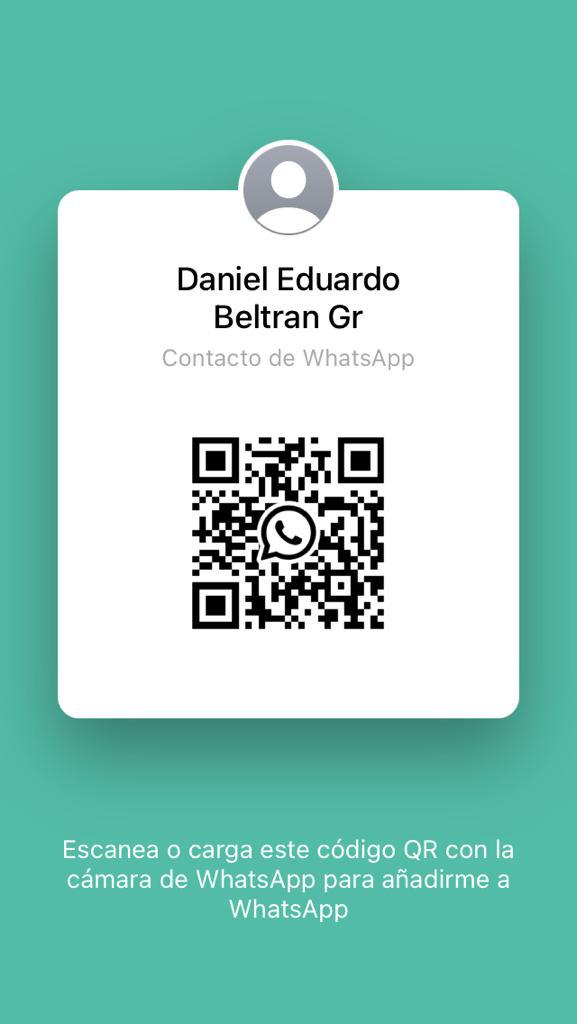 Daniel Eduardo
Beltran Gr
Contacto de WhatsApp
Escanea o carga este código QR con la
cámara de WhatsApp para añadirme a
WhatsApp